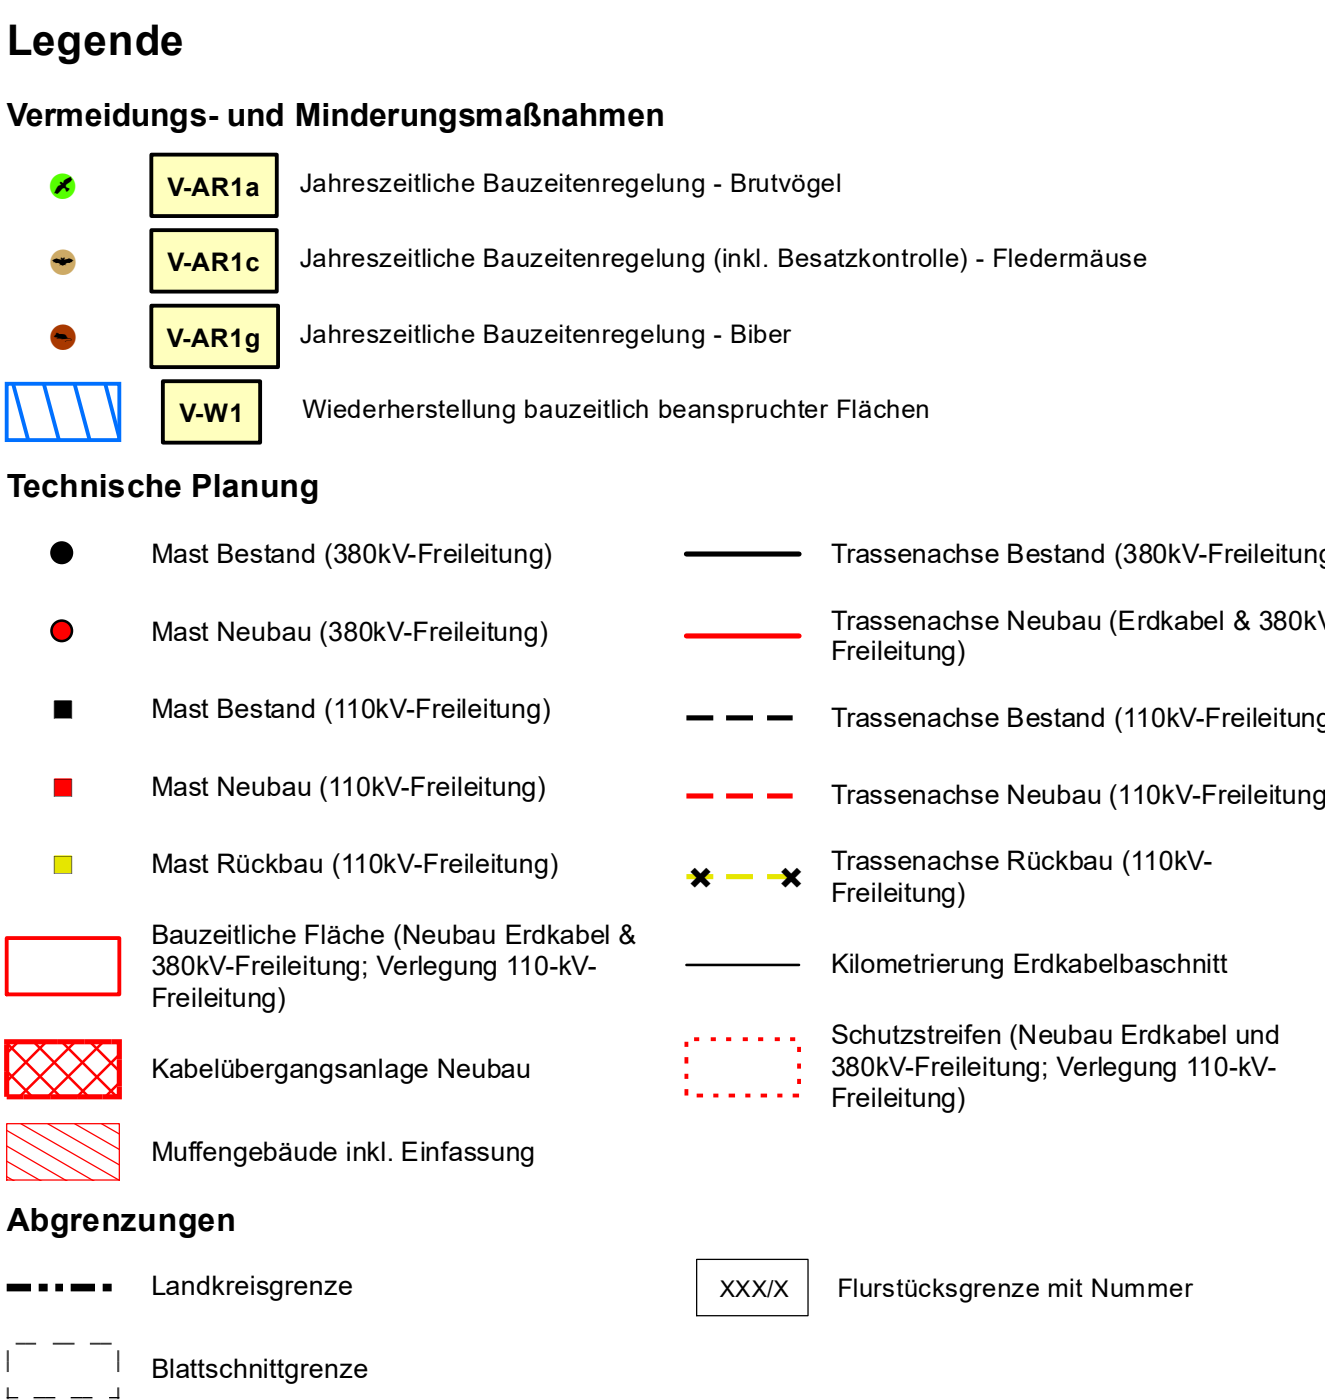 Legende
Vermeidungs- und Minderungsmaßnahmen
V-AR1a Jahreszeitliche Bauzeitenregelung - Brutvögel
V-AR1c Jahreszeitliche Bauzeitenregelung (inkl. Besatzkontrolle) - Fledermäuse
V-AR1g Jahreszeitliche Bauzeitenregelung - Biber
V-W1 Wiederherstellung bauzeitlich beanspruchter Flächen
Technische Planung
Mast Bestand (380kV-Freileitung)
Mast Neubau (380kV-Freileitung)
Mast Bestand (110kV-Freileitung)
Mast Neubau (110kV-Freileitung)
Mast Rückbau (110kV-Freileitung)
Bauzeitliche Fläche (Neubau Erdkabel &
380kV-Freileitung; Verlegung 110-kV-
Freileitung)
Kabelübergangsanlage Neubau
Muffengebäude inkl. Einfassung
Trassenachse Bestand (380kV-Freileitung
Trassenachse Neubau (Erdkabel & 380kV
Freileitung)
Trassenachse Bestand (110kV-Freileitung
Trassenachse Neubau (110kV-Freileitung
Trassenachse Rückbau (110kV-
Freileitung)
Kilometrierung Erdkabelbaschnitt
Schutzstreifen (Neubau Erdkabel und
380kV-Freileitung; Verlegung 110-kV-
Freileitung)
Abgrenzungen
Landkreisgrenze
Blattschnittgrenze
XXX/X Flurstücksgrenze mit Nummer